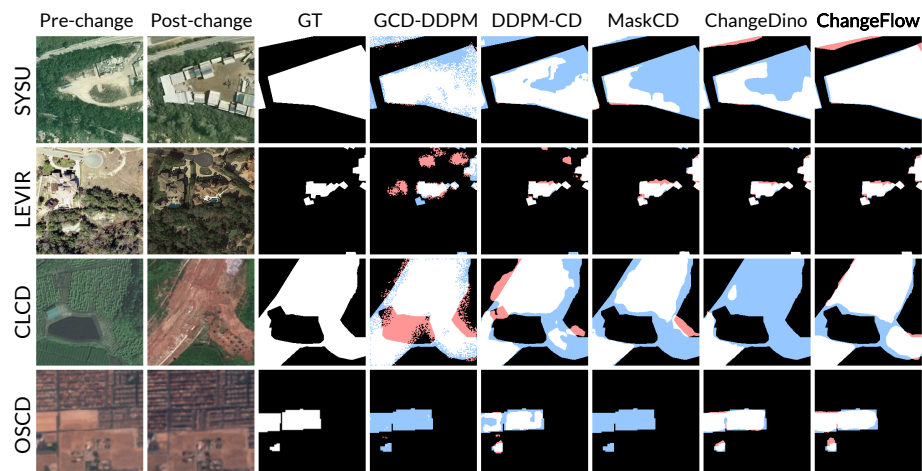 Pre-change Post-change GT GCD-DDPM DDPM-CD MaskCD ChangeDino ChangeFlow
SYSU
LEVIR
CLCD
OSCD